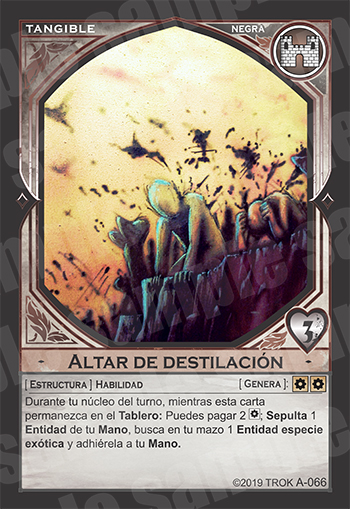 TANGIBLE
NEGRA
3
ALTAR DE DESTILACIÓN
[ ESTRUCTURA ] HABILIDAD
[ GENERA ]:
Durante tu núcleo del turno, mientras esta carta
permanezca en el Tablero: Puedes pagar 2 ; Sepulta 1
Entidad de tu Mano, busca en tu mazo 1 Entidad especie
exótica y adhiérela a tu Mano.
©2019 TROK A-066